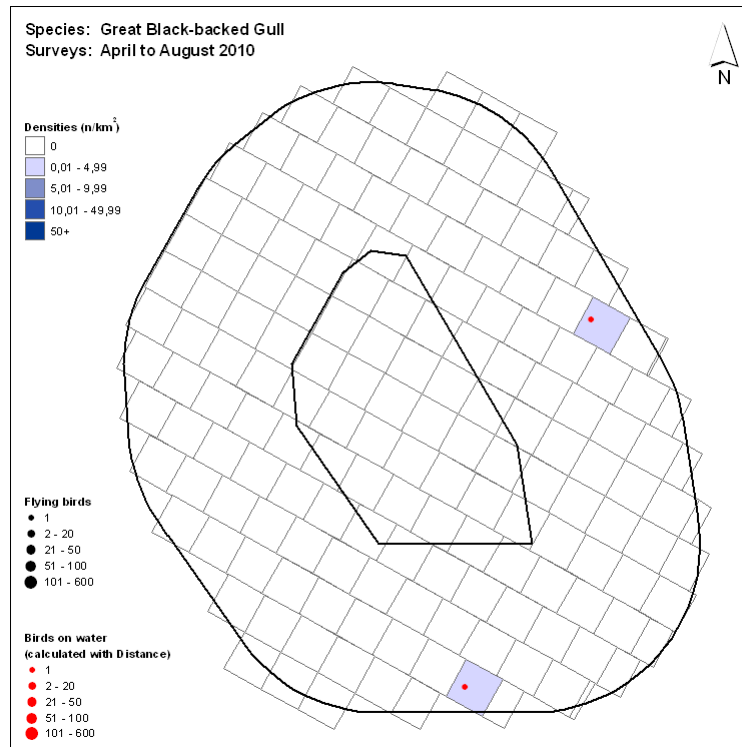 Species: Great Black-backed Gull
Surveys: April to August 2010
N
Densities (n/km²)
0
0,01 - 4,99
5,01 - 9,99
10,01 - 49,99
50+
Flying birds
1
2 - 20
21 - 50
51 - 100
101 - 600
Birds on water
(calculated with Distance)
1
2 - 20
21 - 50
51 - 100
101 - 600